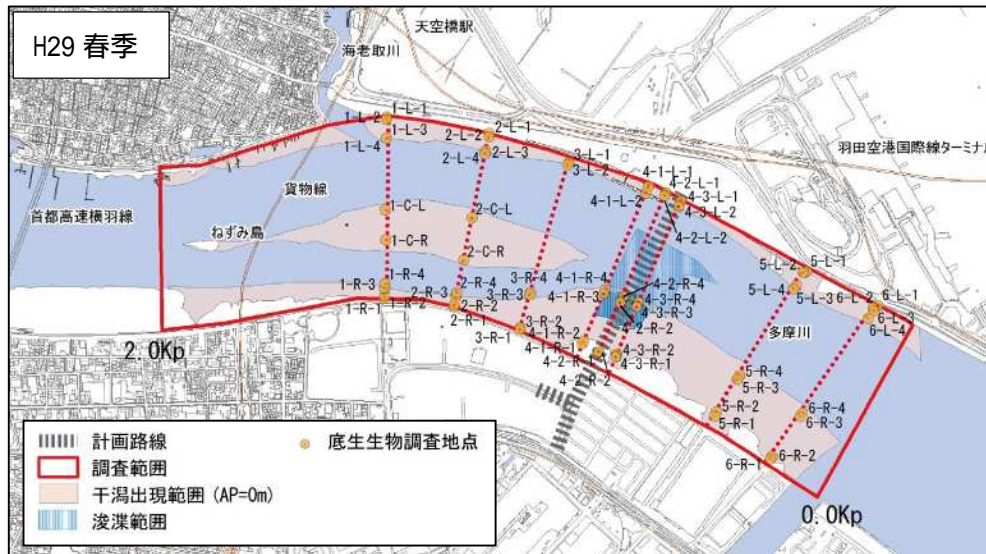 H29 春季
天空橋駅
海老取川
羽田空港国際線ターミナル
首都高速横羽線
貨物線
ねずみ島
多摩川
2.0Kp
0.0Kp
1-L-1
1-L-2
1-L-3
1-L-4
1-C-L
1-C-R
1-R-4
1-R-3
1-R-2
1-R-1
2-L-1
2-L-2
2-L-3
2-L-4
2-C-L
2-C-R
2-R-4
2-R-3
2-R-2
2-R-1
3-L-1
3-L-2
3-R-4
3-R-3
3-R-2
3-R-1
4-1-L-1
4-1-L-2
4-1-R-4
4-1-R-3
4-1-R-2
4-1-R-1
4-2-L-1
4-2-L-2
4-2-R-4
4-2-R-2
4-2-R-1
4-3-L-1
4-3-L-2
4-3-R-4
4-3-R-3
4-3-R-2
4-3-R-1
5-L-1
5-L-2
5-L-3
5-L-4
5-R-4
5-R-3
5-R-2
5-R-1
6-L-1
6-L-2
6-L-3
6-L-4
6-R-4
6-R-3
6-R-2
6-R-1
計画路線
底生生物調査地点
調査範囲
干潟出現範囲 (AP=0m)
浚渫範囲